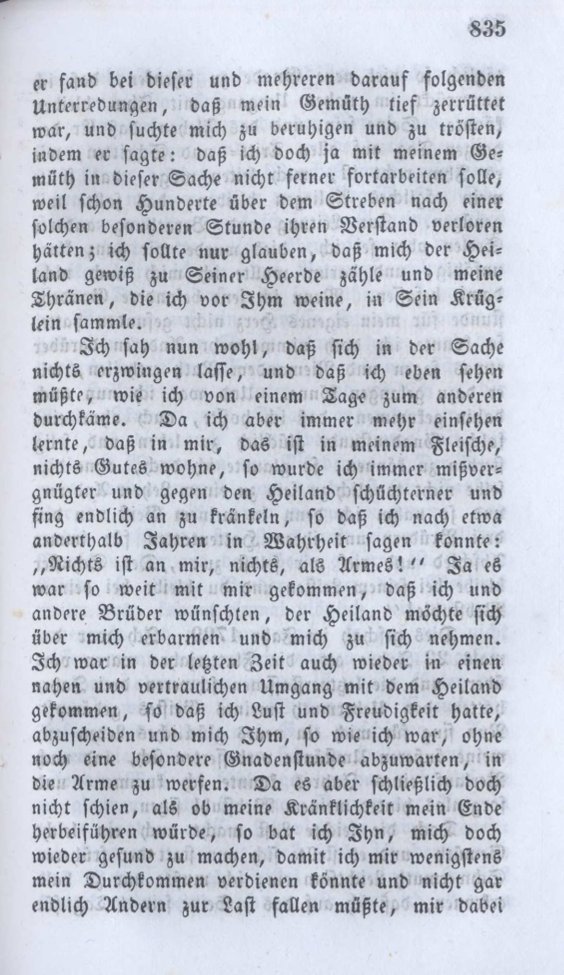 835
er fand bei dieser und mehreren darauf folgenden
Unterredungen, daß mein Gemüth tief zerrüttet
war, und suchte mich zu beruhigen und zu trösten,
indem er sagte: daß ich doch ja mit meinem Ge-
müth in dieser Sache nicht ferner fortarbeiten solle,
weil schon Hunderte über dem Streben nach einer
solchen besonderen Stunde ihren Verstand verloren
hätten; ich sollte nur glauben, daß mich der Hei-
land gewiß zu Seiner Heerde zähle und meine
Thränen, die ich vor Ihm weine, in Sein Krüg-
lein sammle.
Ich sah nun wohl, daß sich in der Sache
nichts erzwingen lasse, und daß ich eben sehen
müßte, wie ich von einem Tage zum anderen
durchkäme. Da ich aber immer mehr einsehen
lernte, daß in mir, das ist in meinem Fleische,
nichts Gutes wohne, so wurde ich immer mißver-
gnügter und gegen den Heiland schüchterner und
fing endlich an zu kränkeln, so daß ich nach etwa
anderthalb Jahren in Wahrheit sagen konnte:
„Nichts ist an mir, nichts, als Armes!“ Ja es
war so weit mit mir gekommen, daß ich und
andere Brüder wünschten, der Heiland möchte sich
über mich erbarmen und mich zu sich nehmen.
Ich war in der letzten Zeit auch wieder in einen
nahen und vertraulichen Umgang mit dem Heiland
gekommen, so daß ich Lust und Freudigkeit hatte,
abzuscheiden und mich Ihm, so wie ich war, ohne
noch eine besondere Gnadenstunde abzuwarten, in
die Arme zu werfen. Da es aber schließlich doch
nicht schien, als ob meine Kränklichkeit mein Ende
herbeiführen würde, so bat ich Ihn, mich doch
wieder gesund zu machen, damit ich mir wenigstens
mein Durchkommen verdienen könnte und nicht gar
endlich Andern zur Last fallen müßte, mir dabei